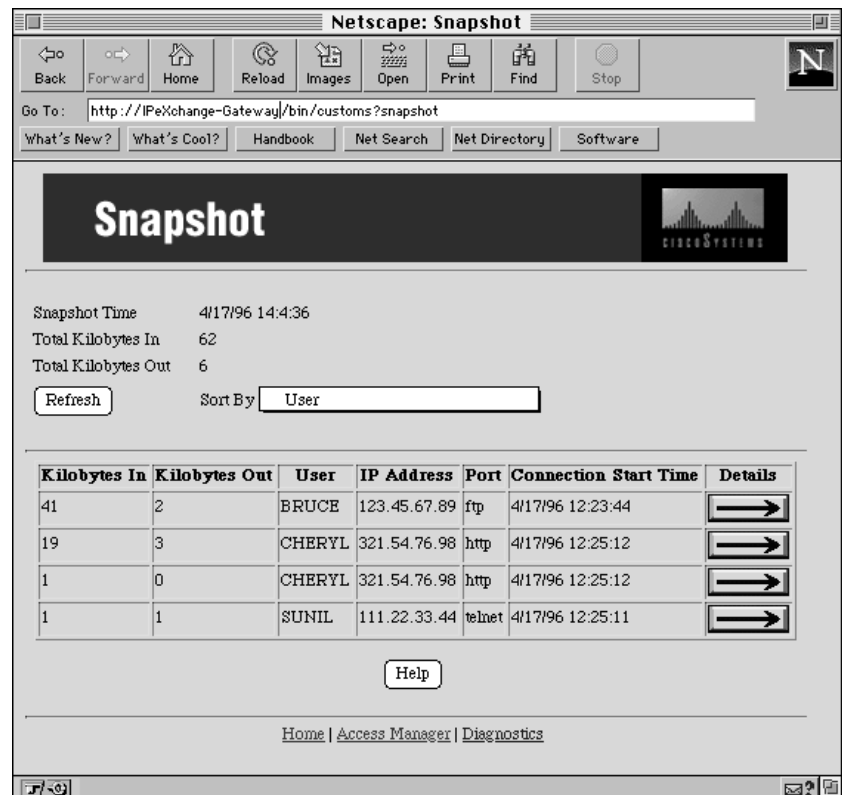 Netscape: Snapshot
Back Forward Home Reload Images Open Print Find Stop
N
Go To: http://IPeXchange-Gateway/bin/customs?snapshot
What's New? What's Cool? Handbook Net Search Net Directory Software
Snapshot
CISCO SYSTEMS
Snapshot Time 4/17/96 14:4:36
Total Kilobytes In 62
Total Kilobytes Out 6
Refresh Sort By User
Kilobytes In Kilobytes Out User IP Address Port Connection Start Time Details
41 2 BRUCE 123.45.67.89 ftp 4/17/96 12:23:44
19 3 CHERYL 321.54.76.98 http 4/17/96 12:25:12
1 0 CHERYL 321.54.76.98 http 4/17/96 12:25:12
1 1 SUNIL 111.22.33.44 telnet 4/17/96 12:25:11
Help
Home | Access Manager | Diagnostics
?